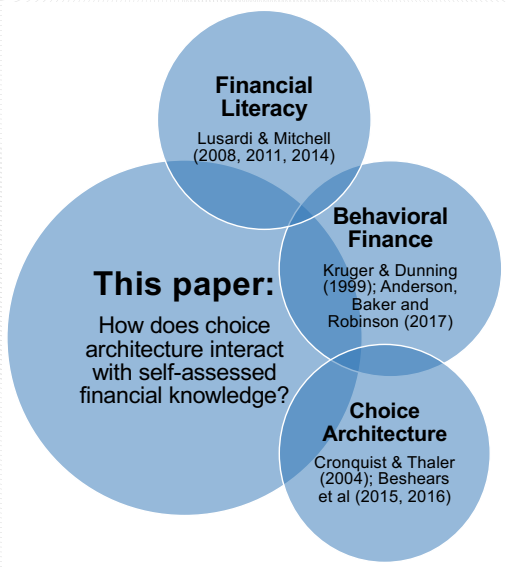 Financial
Literacy
Lusardi & Mitchell
(2008, 2011, 2014)
Behavioral
Finance
Kruger & Dunning
(1999); Anderson,
Baker and
Robinson (2017)
This paper:
How does choice
architecture interact
with self-assessed
financial knowledge?
Choice
Architecture
Cronquist & Thaler
(2004); Beshears
et al (2015, 2016)